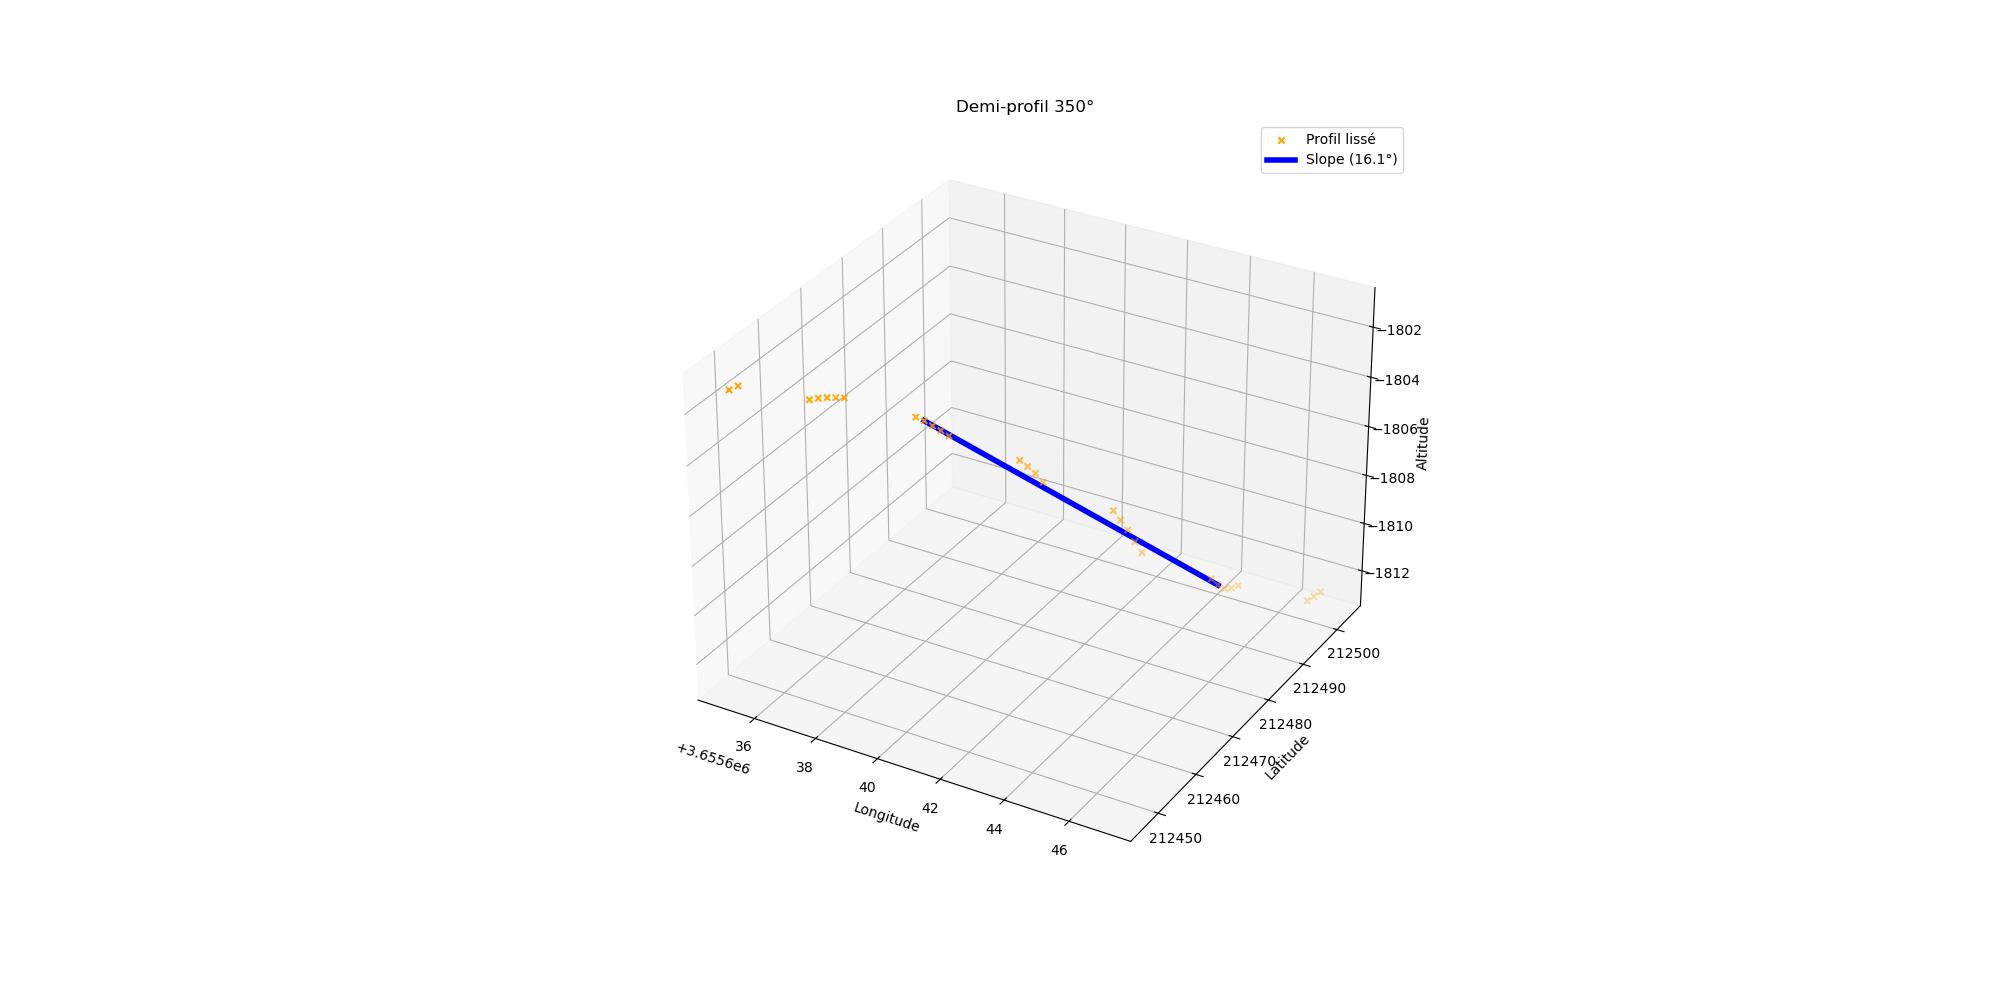 Demi-profil 350°
Profil lissé
Slope (16.1°)
−1802
−1804
−1806
Altitude
−1808
−1810
−1812
212500
212490
212480
212470
Latitude
212460
212450
36
+3.6556e6
38
40
Longitude
42
44
46